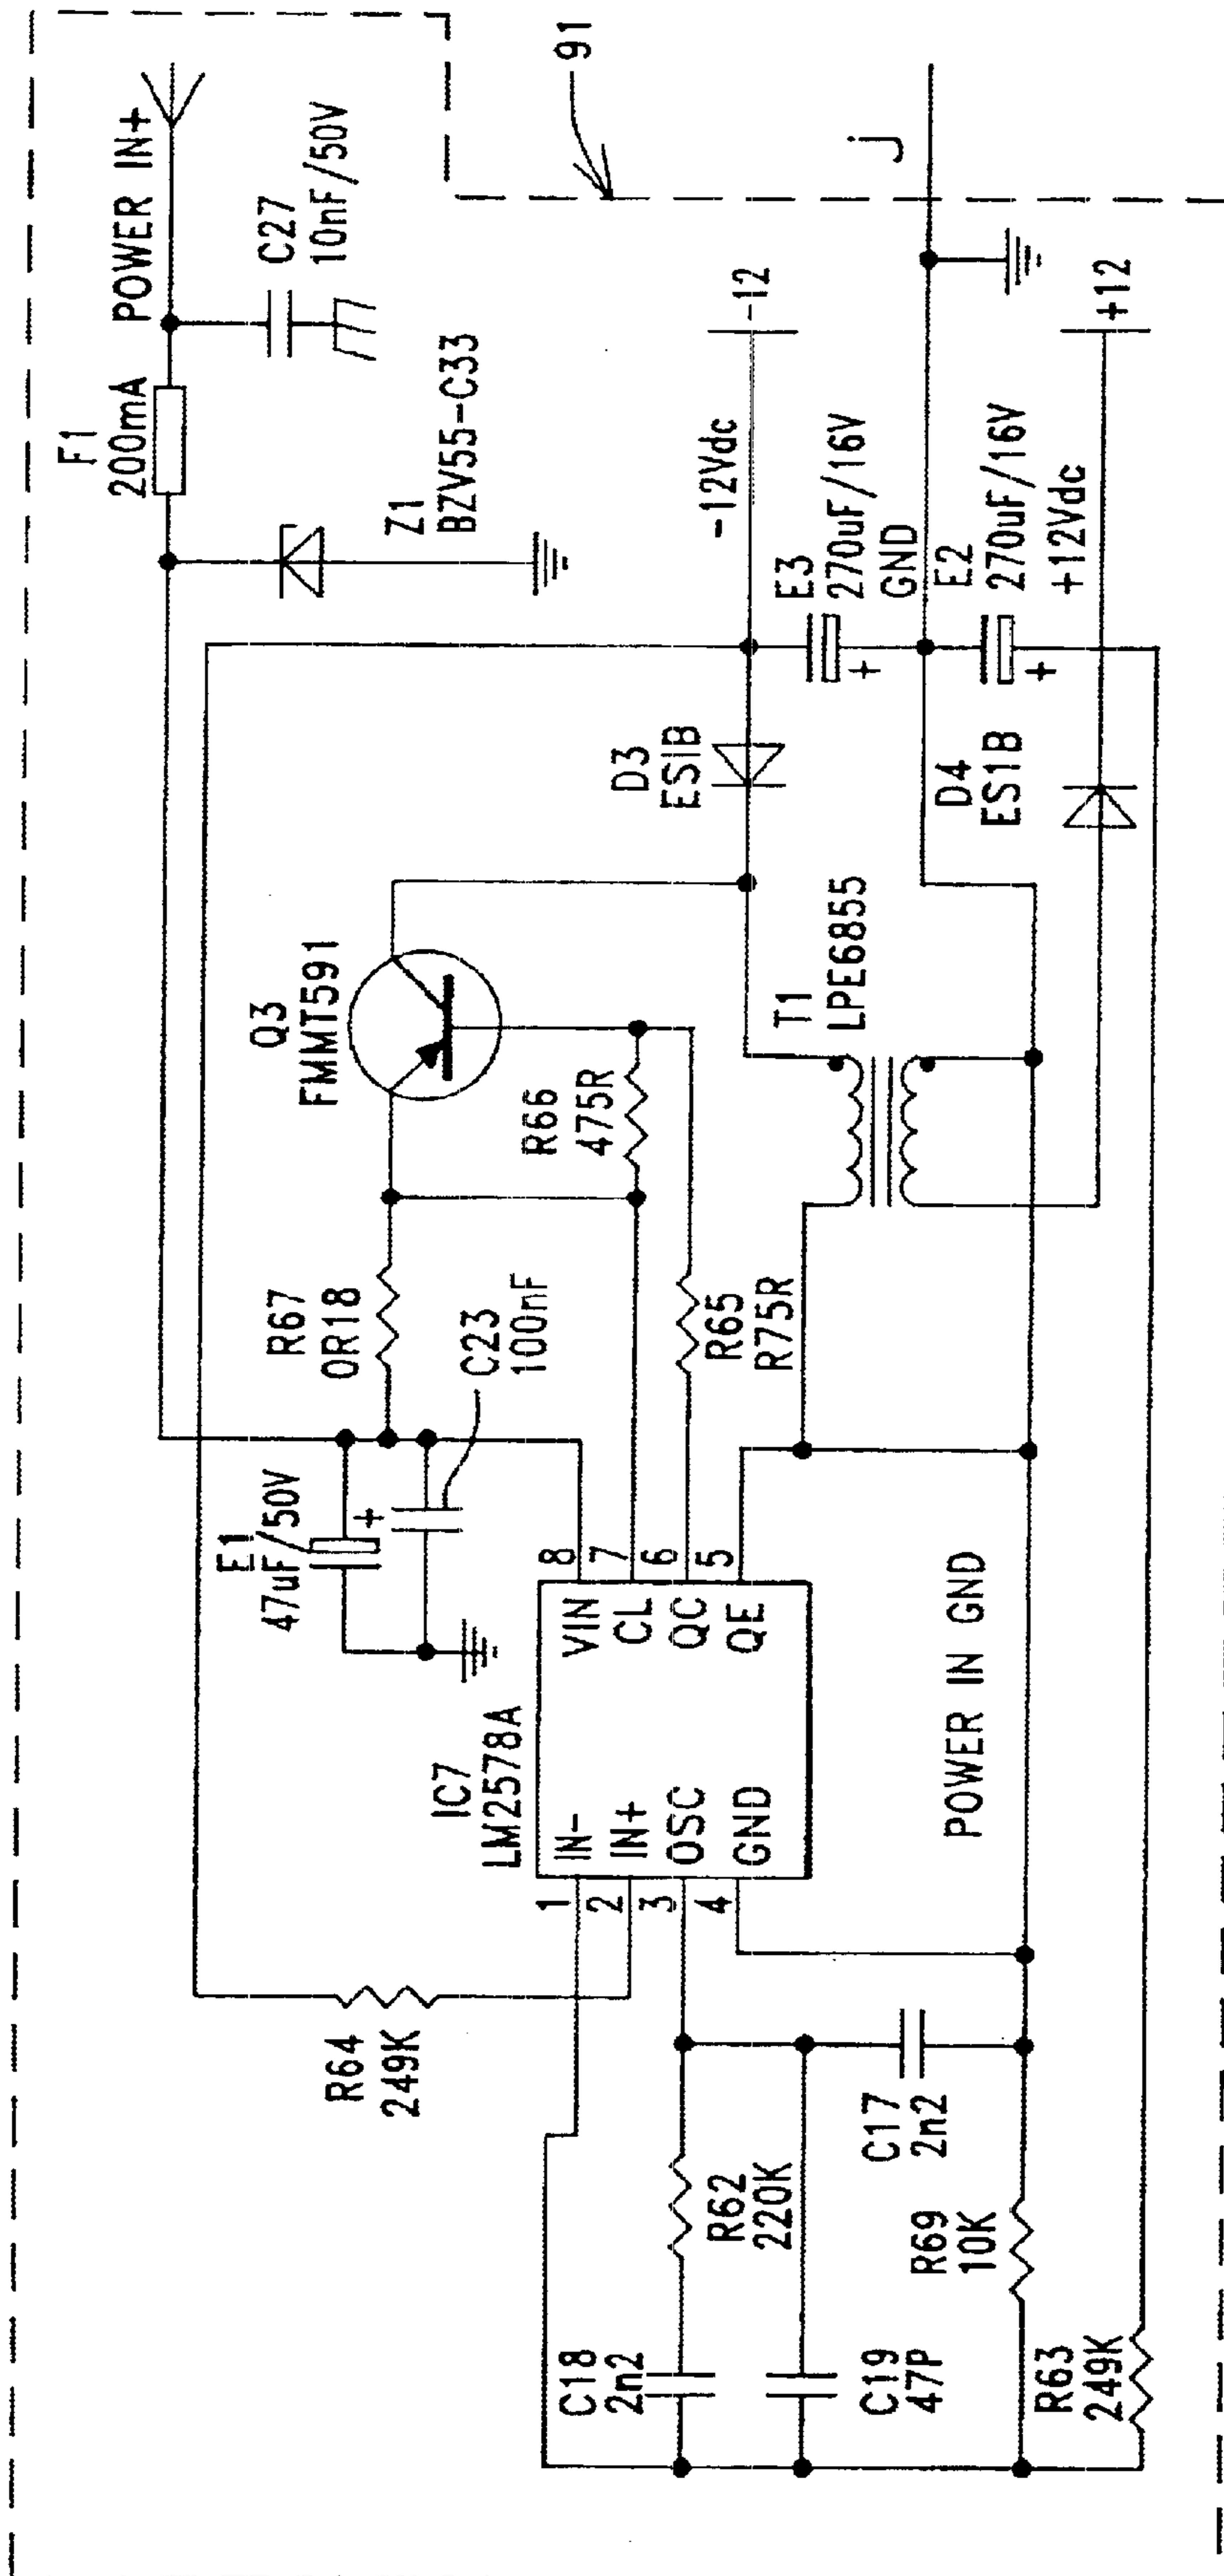 POWER IN+
F1
200mA
C27
10nF/50V
Z1
BZV55-C33
91
Q3
FMMT591
R67
0R18
E1
47uF/50V
+
C23
100nF
R66
475R
R65
R75R
IC7
LM2578A
IN-
IN+
OSC
GND
VIN
CL
QC
QE
1
2
3
4
8
7
6
5
R64
249K
D3
ES1B
-12Vdc
-12
E3
270uF/16V
+
GND
j
E2
270uF/16V
+
+12Vdc
+12
D4
ES1B
T1
LPE6855
POWER IN GND
C18
2n2
R62
220K
C19
47P
C17
2n2
R69
10K
R63
249K